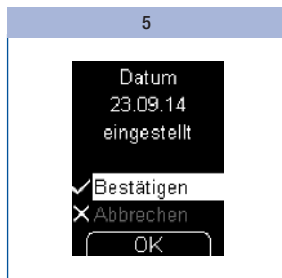 5
Datum
23.09.14
eingestellt
Bestätigen
Abbrechen
OK